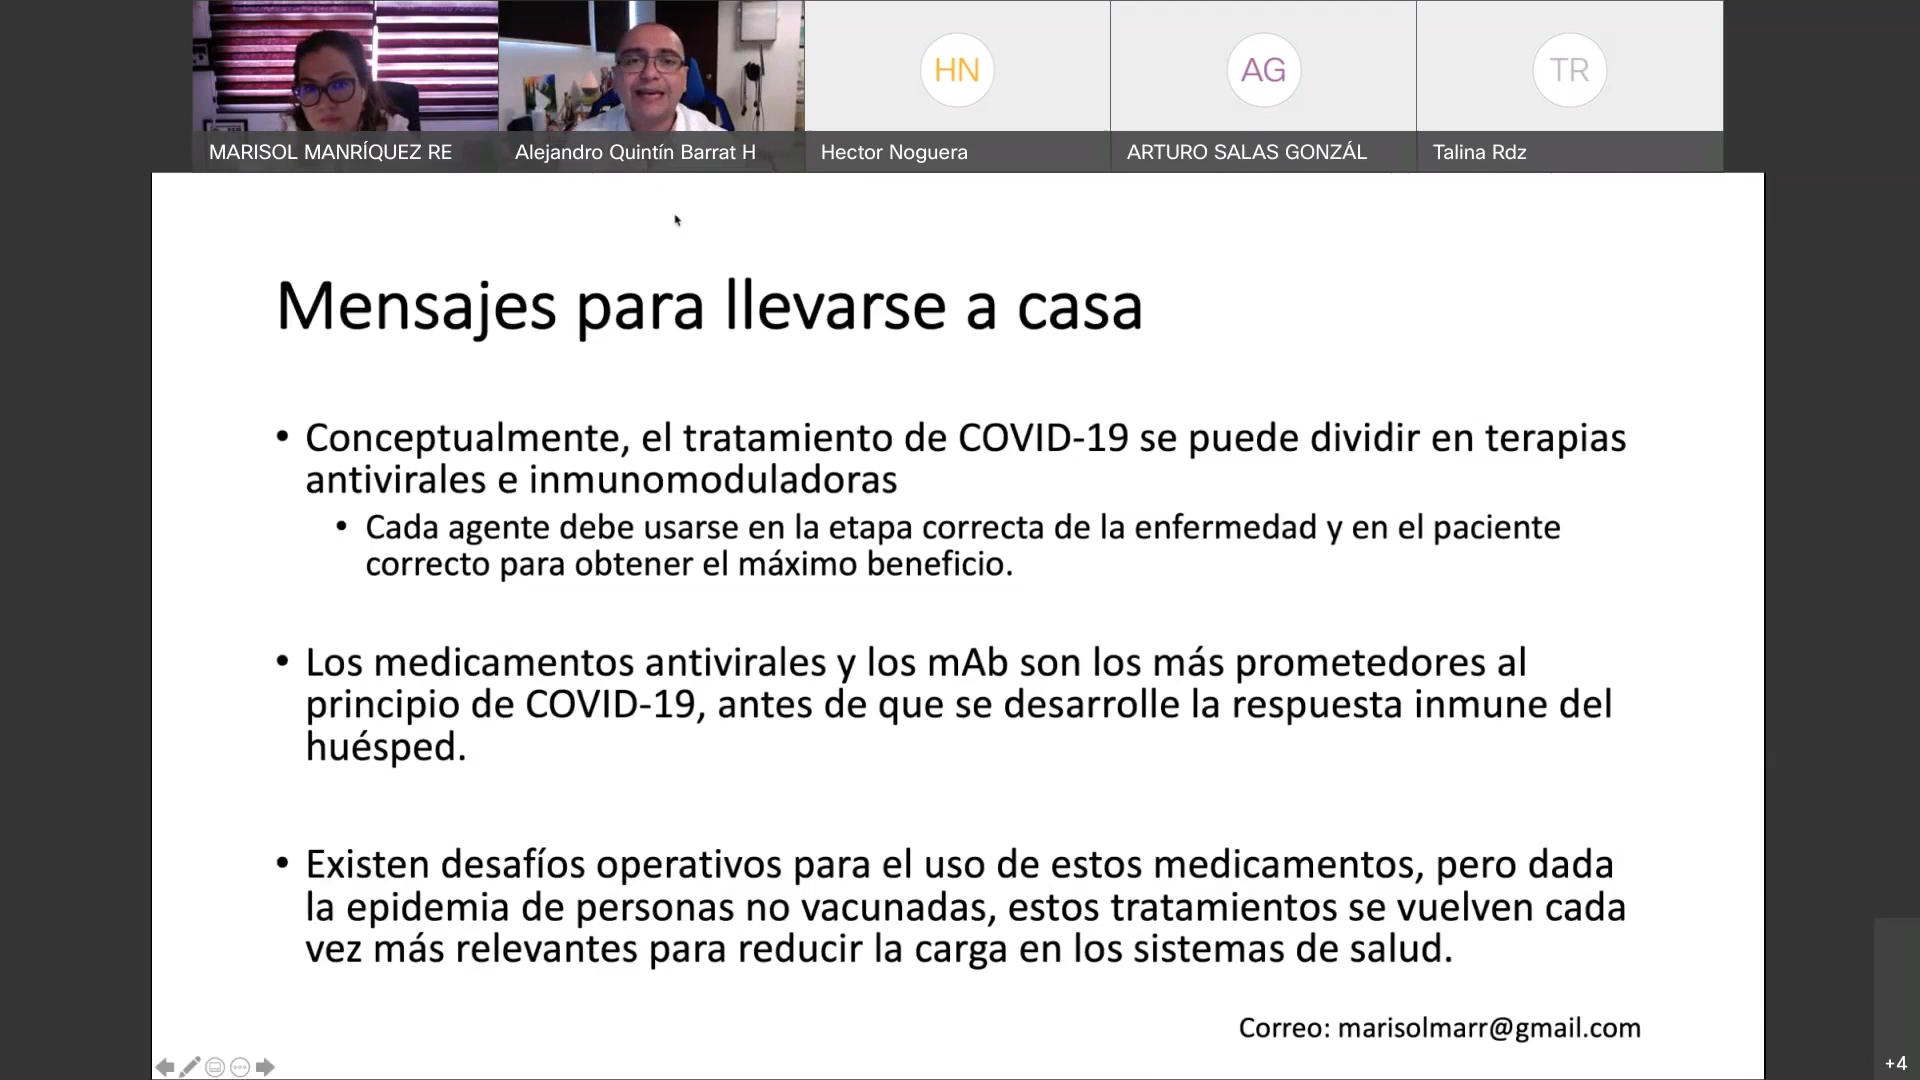 HN
AG
TR
MARISOL MANRÍQUEZ RE
Alejandro Quintín Barrat H
Hector Noguera
ARTURO SALAS GONZÁL
Talina Rdz
Mensajes para llevarse a casa
• Conceptualmente, el tratamiento de COVID-19 se puede dividir en terapias
antivirales e inmunomoduladoras
• Cada agente debe usarse en la etapa correcta de la enfermedad y en el paciente
correcto para obtener el máximo beneficio.
• Los medicamentos antivirales y los mAb son los más prometedores al
principio de COVID-19, antes de que se desarrolle la respuesta inmune del
huésped.
• Existen desafíos operativos para el uso de estos medicamentos, pero dada
la epidemia de personas no vacunadas, estos tratamientos se vuelven cada
vez más relevantes para reducir la carga en los sistemas de salud.
Correo: marisolmarr@gmail.com
+4